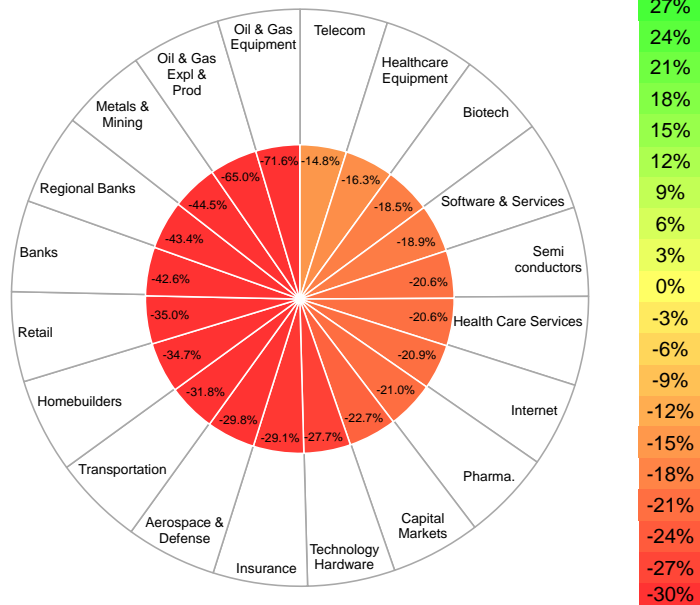 Telecom
Healthcare
Equipment
Biotech
Software & Services
Semi
conductors
Health Care Services
Internet
Pharma.
Capital
Markets
Technology
Hardware
Insurance
Aerospace &
Defense
Transportation
Homebuilders
Retail
Banks
Regional Banks
Metals &
Mining
Oil & Gas
Expl &
Prod
Oil & Gas
Equipment
-14.8%
-16.3%
-18.5%
-18.9%
-20.6%
-20.6%
-20.9%
-21.0%
-22.7%
-27.7%
-29.1%
-29.8%
-31.8%
-34.7%
-35.0%
-42.6%
-43.4%
-44.5%
-65.0%
-71.6%
27%
24%
21%
18%
15%
12%
9%
6%
3%
0%
-3%
-6%
-9%
-12%
-15%
-18%
-21%
-24%
-27%
-30%